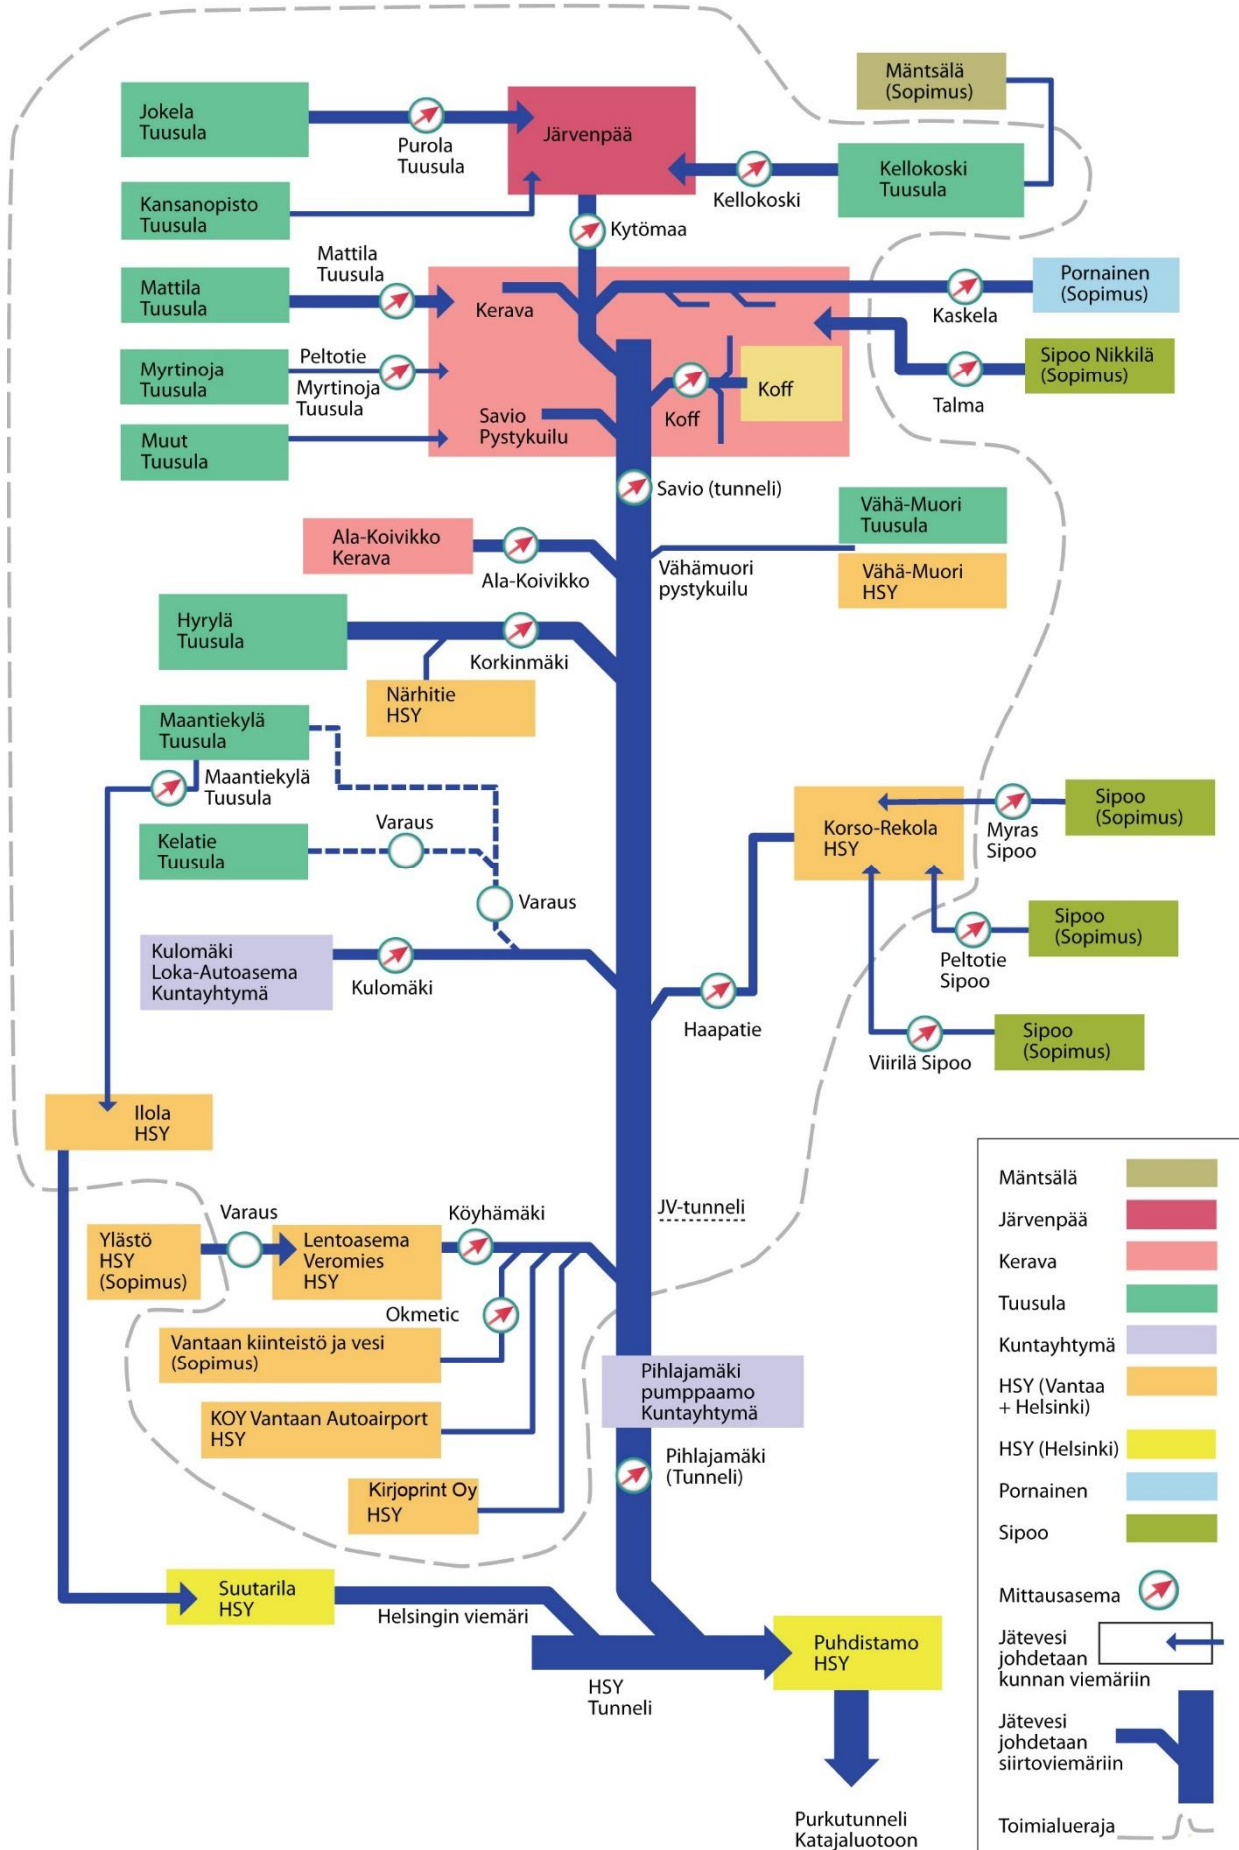 Mäntsälä
(Sopimus)
Jokela
Tuusula
Järvenpää
Purola
Tuusula
Kellokoski
Tuusula
Kellokoski
Kansanopisto
Tuusula
Kytömaa
Mattila
Tuusula
Mattila
Tuusula
Kerava
Pornainen
(Sopimus)
Kaskela
Peltotie
Myrtinoja
Tuusula
Myrtinoja
Tuusula
Koff
Koff
Sipoo Nikkilä
(Sopimus)
Talma
Savio
Pystykuilu
Muut
Tuusula
Savio (tunneli)
Vähä-Muori
Tuusula
Ala-Koivikko
Kerava
Ala-Koivikko
Vähämuori
pystykuilu
Vähä-Muori
HSY
Hyrylä
Tuusula
Korkinmäki
Närhitie
HSY
Maantiekylä
Tuusula
Maantiekylä
Tuusula
Varaus
Kelatie
Tuusula
Varaus
Korso-Rekola
HSY
Myras
Sipoo
Sipoo
(Sopimus)
Sipoo
(Sopimus)
Peltotie
Sipoo
Kulomäki
Loka-Autoasema
Kuntayhtymä
Kulomäki
Haapatie
Viirilä Sipoo
Sipoo
(Sopimus)
Ilola
HSY
JV-tunneli
Varaus
Köyhämäki
Ylästö
HSY
(Sopimus)
Lentoasema
Veromies
HSY
Okmetic
Vantaan kiinteistö ja vesi
(Sopimus)
KOY Vantaan Autoairport
HSY
Kirjoprint Oy
HSY
Pihlajamäki
pumppaamo
Kuntayhtymä
Pihlajamäki
(Tunneli)
Suutarila
HSY
Helsingin viemäri
HSY
Tunneli
Puhdistamo
HSY
Purkutunneli
Katajaluotoon
Mäntsälä
Järvenpää
Kerava
Tuusula
Kuntayhtymä
HSY (Vantaa
+ Helsinki)
HSY (Helsinki)
Pornainen
Sipoo
Mittausasema
Jätevesi
johdetaan
kunnan viemäriin
Jätevesi
johdetaan
siirtoviemäriin
Toimialueraja